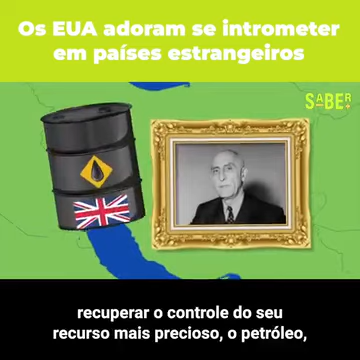 Os EUA adoram se intrometer
em países estrangeiros
SABER+
recuperar o controle do seu
recurso mais precioso, o petróleo,